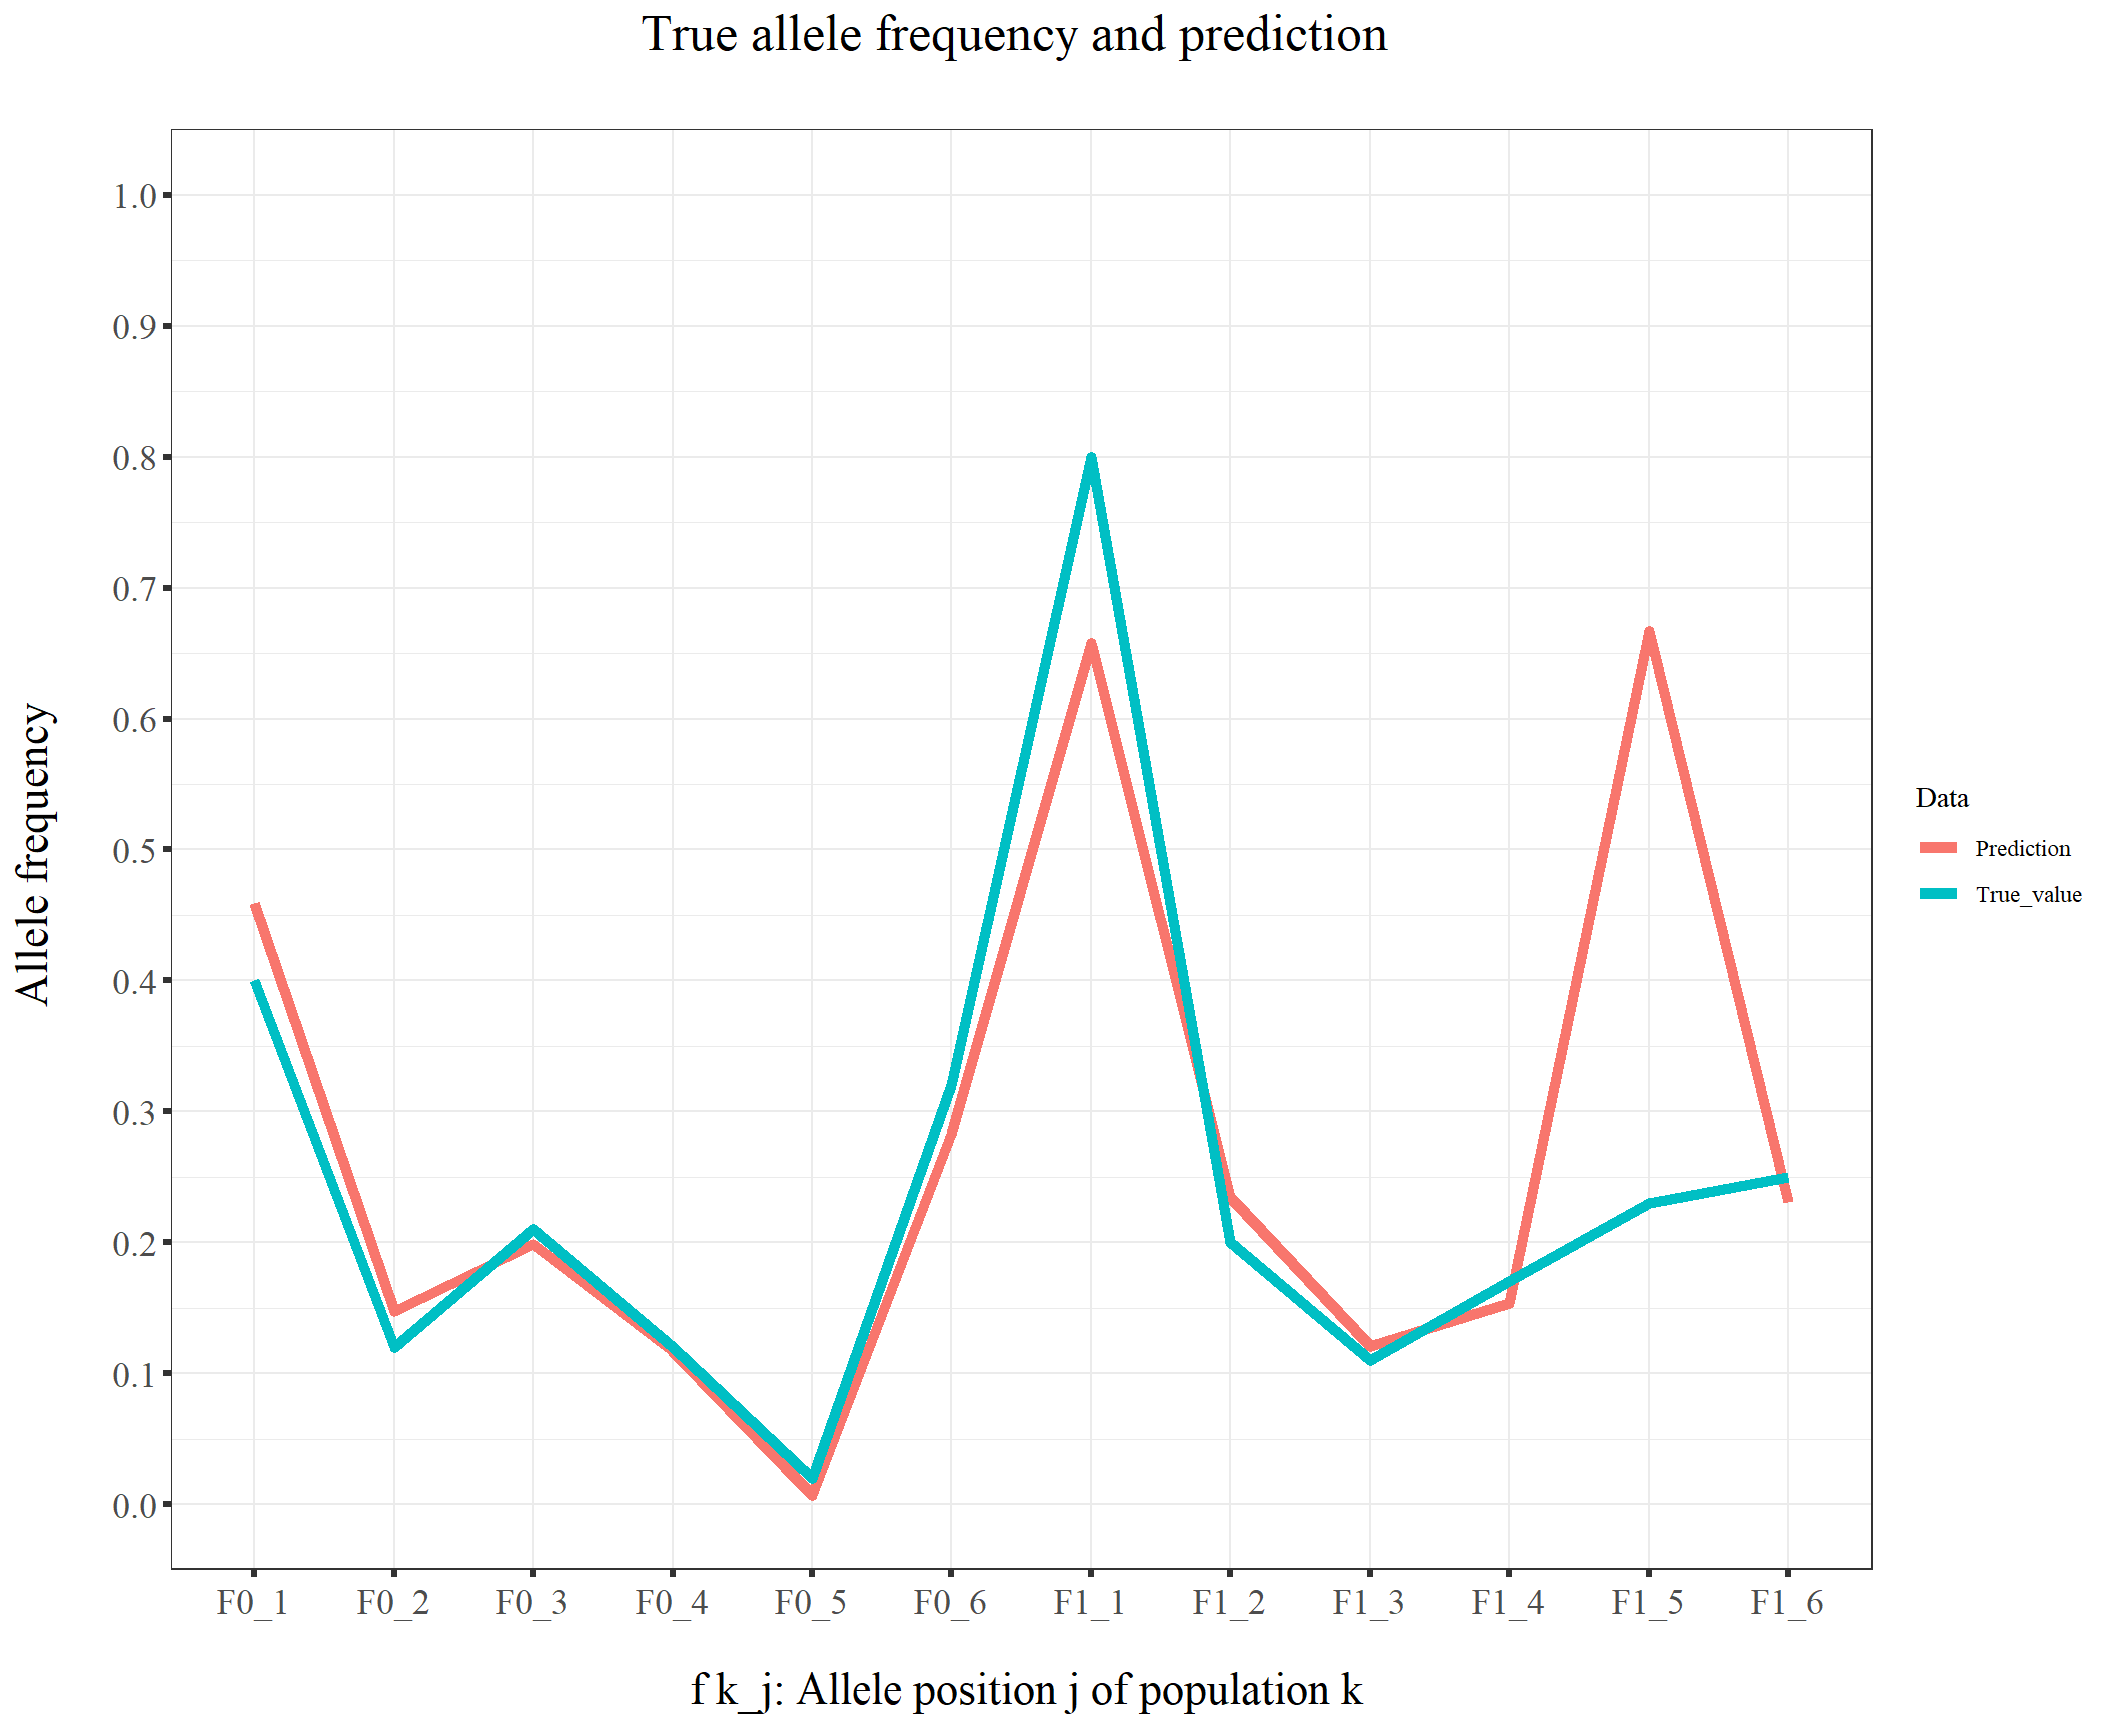 True allele frequency and prediction
Allele frequency
1.0
0.9
0.8
0.7
0.6
0.5
0.4
0.3
0.2
0.1
0.0
F0_1 F0_2 F0_3 F0_4 F0_5 F0_6 F1_1 F1_2 F1_3 F1_4 F1_5 F1_6
f k_j: Allele position j of population k
Data
Prediction
True_value